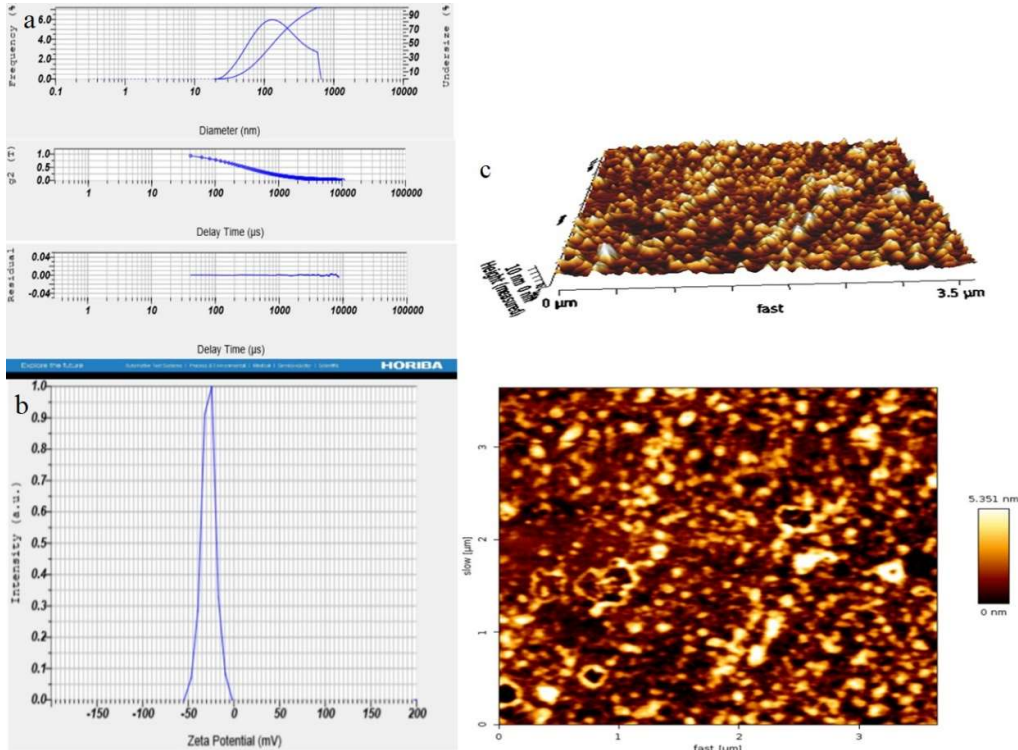 a
Frequency (%
6.0
4.0
2.0
0.0
90
70
50
30
10
Undersize (%
0.1 1 10 100 1000 10000
Diameter (nm)
g2 (T)
1.0
0.5
0.0
1 10 100 1000 10000 100000
Delay Time (µs)
Residual
0.04
0.00
-0.04
1 10 100 1000 10000 100000
Delay Time (µs)
Explore the future
HORIBA
b
Intensity (a.u.)
1.0
0.9
0.8
0.7
0.6
0.5
0.4
0.3
0.2
0.1
0.0
-150 -100 -50 0 50 100 150 200
Zeta Potential (mV)
c
Height (measured)
10 nm 0 nm
0 µm
3.5 µm
fast
slow [µm]
3
2
1
0
0 1 2 3
fast [µm]
5.351 nm
0 nm